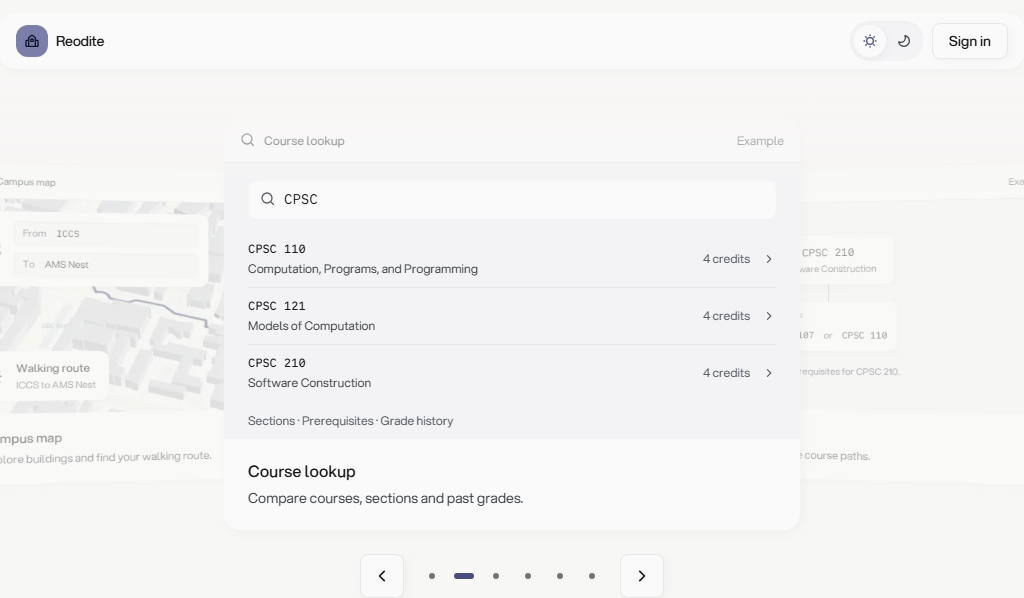 Reodite
Sign in
Course lookup
Example
CPSC
CPSC 110
Computation, Programs, and Programming
4 credits
CPSC 121
Models of Computation
4 credits
CPSC 210
Software Construction
4 credits
Sections · Prerequisites · Grade history
Course lookup
Compare courses, sections and past grades.
Campus map
From ICCS
To AMS Nest
Walking route
ICCS to AMS Nest
mpus map
plore buildings and find your walking route.
Exa
CPSC 210
ware Construction
107 or CPSC 110
requisites for CPSC 210.
e course paths.